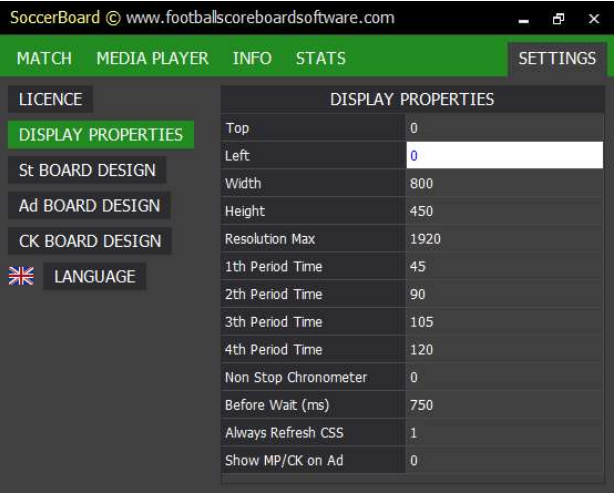 SoccerBoard © www.footballscoreboardsoftware.com
MATCH MEDIA PLAYER INFO STATS SETTINGS
LICENCE
DISPLAY PROPERTIES
St BOARD DESIGN
Ad BOARD DESIGN
CK BOARD DESIGN
LANGUAGE
DISPLAY PROPERTIES
Top 0
Left 0
Width 800
Height 450
Resolution Max 1920
1th Period Time 45
2th Period Time 90
3th Period Time 105
4th Period Time 120
Non Stop Chronometer 0
Before Wait (ms) 750
Always Refresh CSS 1
Show MP/CK on Ad 0